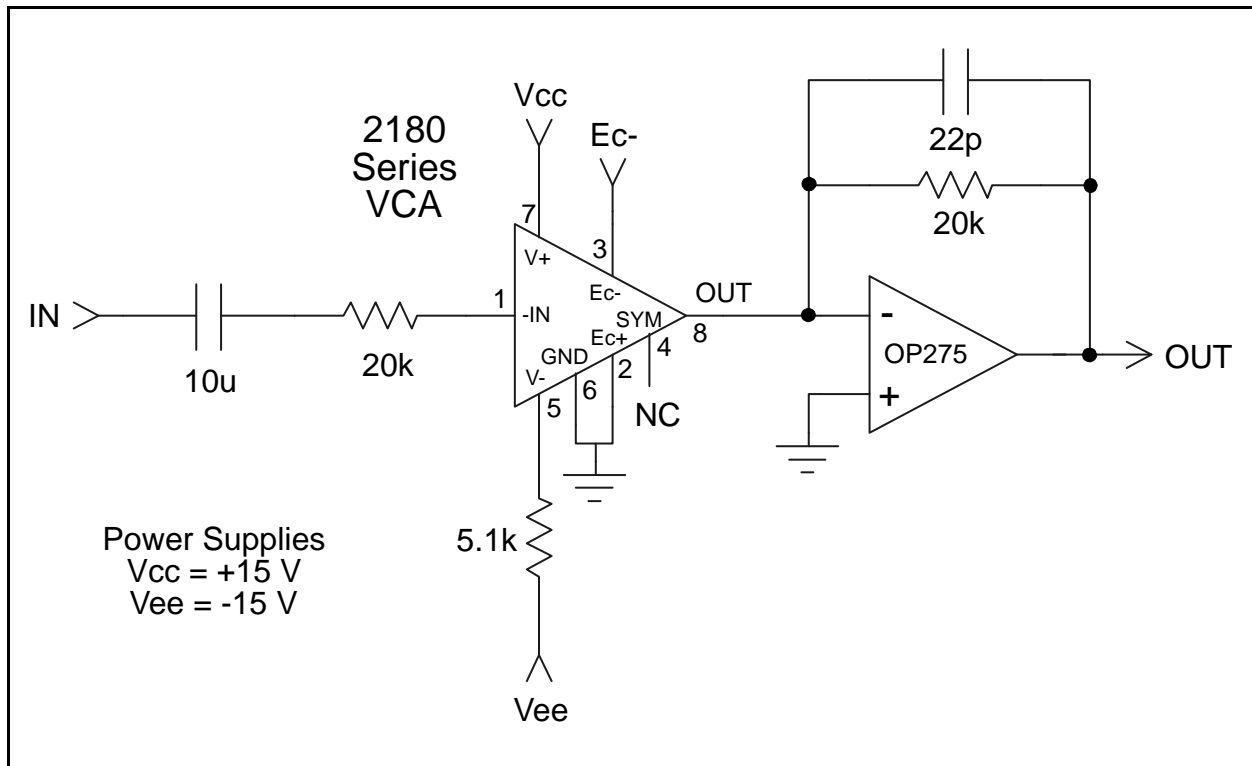 Vcc
2180
Series
VCA
Ec-
22p
20k
7
3
V+
Ec-
IN
10u
20k
1
-IN
OUT
8
SYM
4
Ec+
2
GND
6
V-
5
NC
-
OP275
+
OUT
5.1k
Power Supplies
Vcc = +15 V
Vee = -15 V
Vee